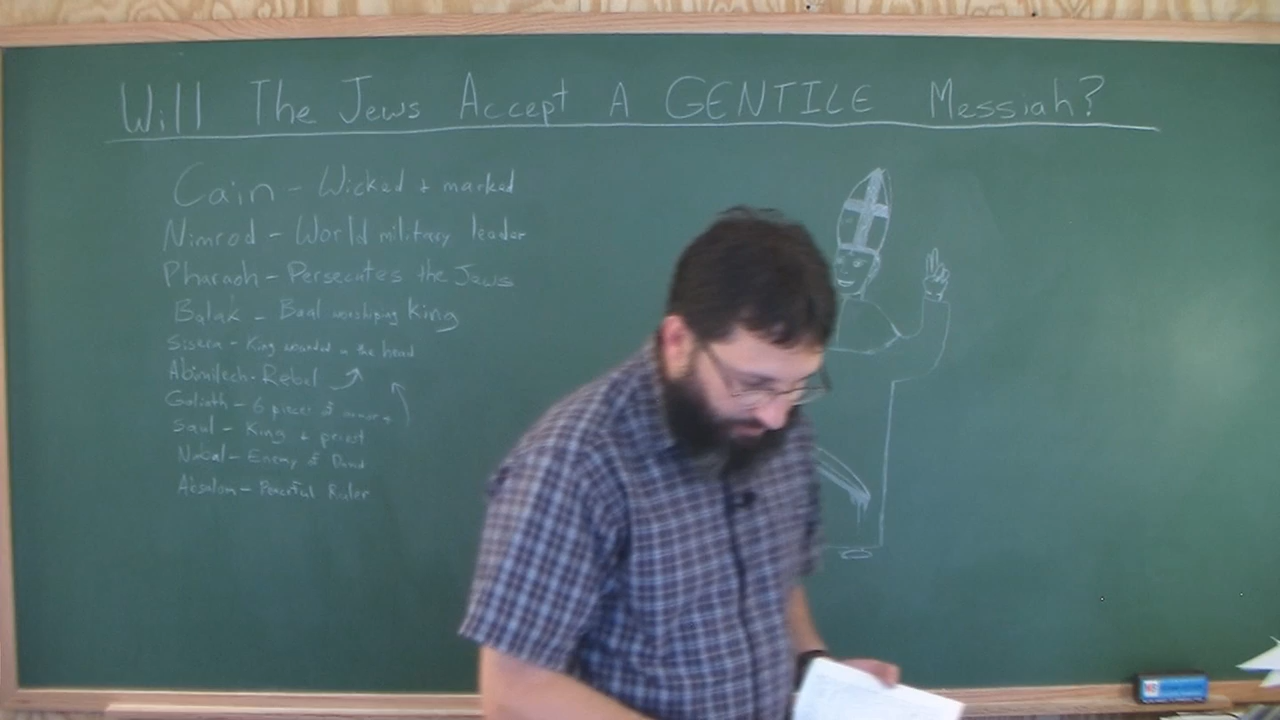 Will The Jews Accept A GENTILE Messiah?
Cain - Wicked + marked
Nimrod - World military leader
Pharaoh - Persecutes the Jews
Balak - Baal worshiping King
Sisera - King wounded in the head
Abimilech - Rebel
Goliath - 6 pieces of armor
Saul - King + priest
Nabal - Enemy of David
Absalom - Peaceful Ruler